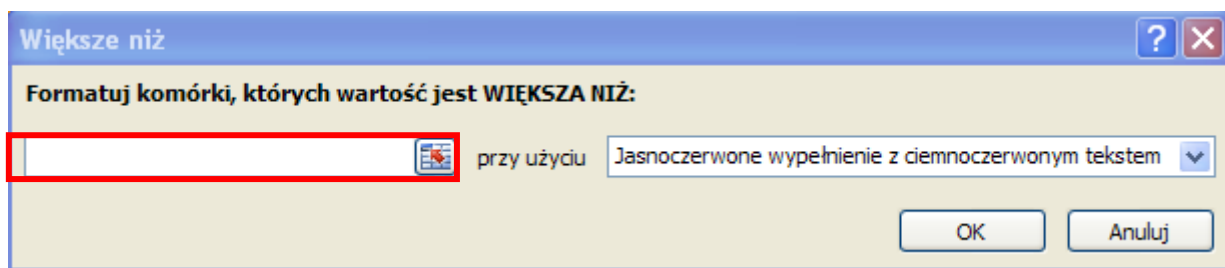 Większe niż
Formatuj komórki, których wartość jest WIĘKSZA NIŻ:
przy użyciu Jasnoczerwone wypełnienie z ciemnoczerwonym tekstem
OK Anuluj